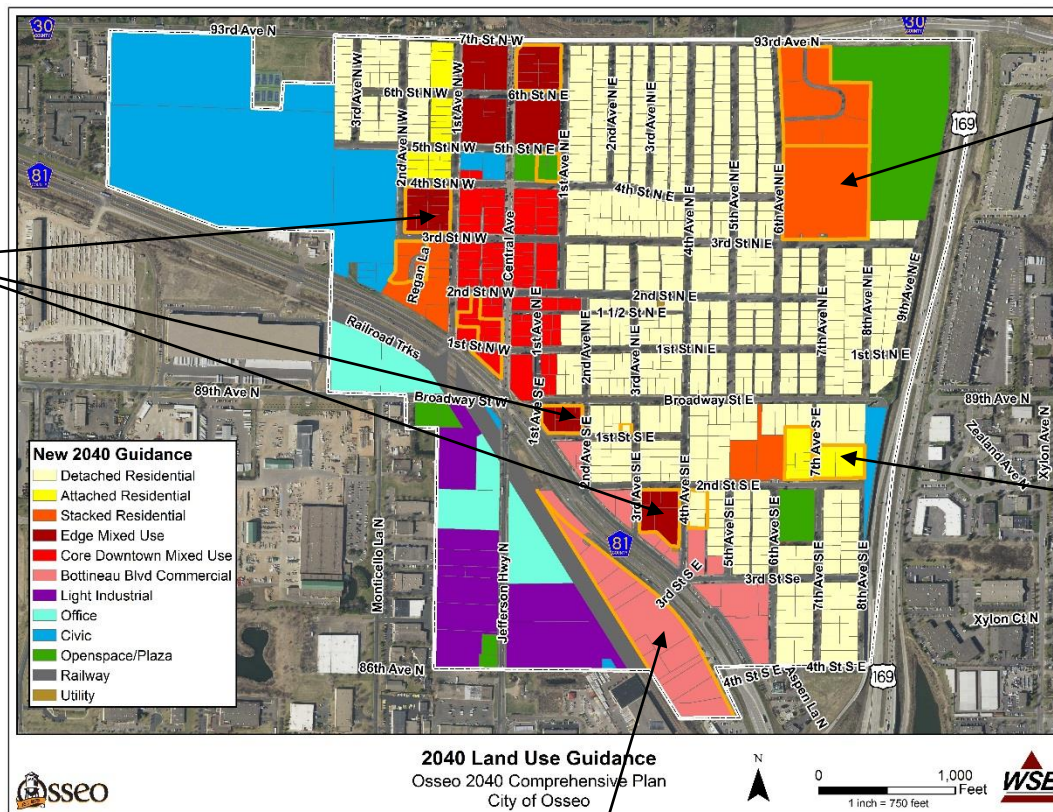 30
COUNTY
93rd Ave N
7th St N W
30
COUNTY
93rd Ave N
3rd Ave N W
6th St N W
2nd Ave N W
1st Ave N W
6th St N E
5th St N W
5th St N E
1st Ave N E
2nd Ave N E
3rd Ave N E
4th Ave N E
5th Ave N E
6th Ave N E
169
81
COUNTY
4th St N W
4th St N E
3rd St N W
Central Ave
3rd St N E
Regan La
2nd St N W
2nd St N E
1 1/2 St N E
1st Ave N E
1st St N W
1st St N E
2nd Ave N E
3rd Ave N E
7th Ave N E
8th Ave N E
9th Ave N E
1st St N E
Railroad Trks
89th Ave N
Broadway St W
Broadway St E
89th Ave N
1st Ave S E
2nd Ave S E
1st St S E
3rd Ave S E
4th Ave S E
7th Ave S E
Zealand Ave N
Xylon Ave N
2nd St S E
81
COUNTY
5th Ave S E
6th Ave S E
3rd St S E
3rd St Se
7th Ave S E
8th Ave S E
Monticello La N
Jefferson Hwy N
Xylon Ct N
86th Ave N
4th St S E
4th St S E
Aspen La N
169
New 2040 Guidance
Detached Residential
Attached Residential
Stacked Residential
Edge Mixed Use
Core Downtown Mixed Use
Bottineau Blvd Commercial
Light Industrial
Office
Civic
Openspace/Plaza
Railway
Utility
Osseo
2040 Land Use Guidance
Osseo 2040 Comprehensive Plan
City of Osseo
N
0 1,000
Feet
1 inch = 750 feet
WSB